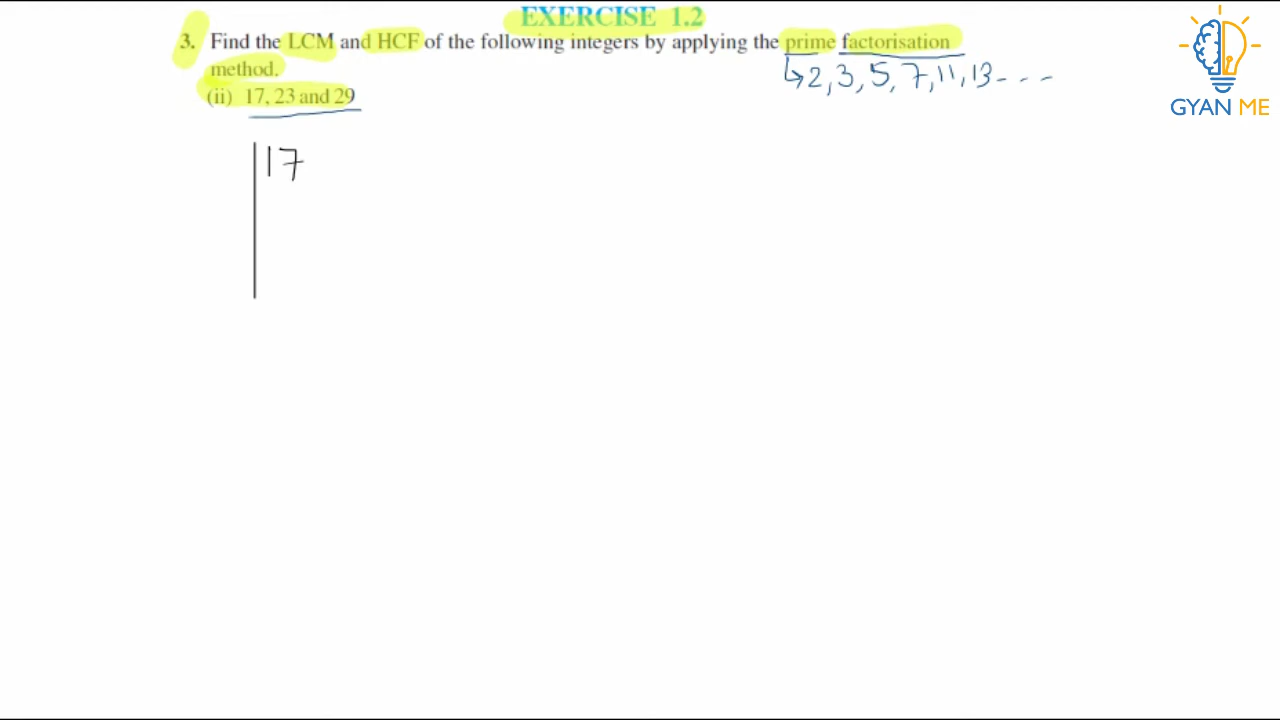 EXERCISE 1.2
3. Find the LCM and HCF of the following integers by applying the prime factorisation
method.
↳2, 3, 5, 7, 11, 13 - - -
(ii) 17, 23 and 29
GYAN ME
17